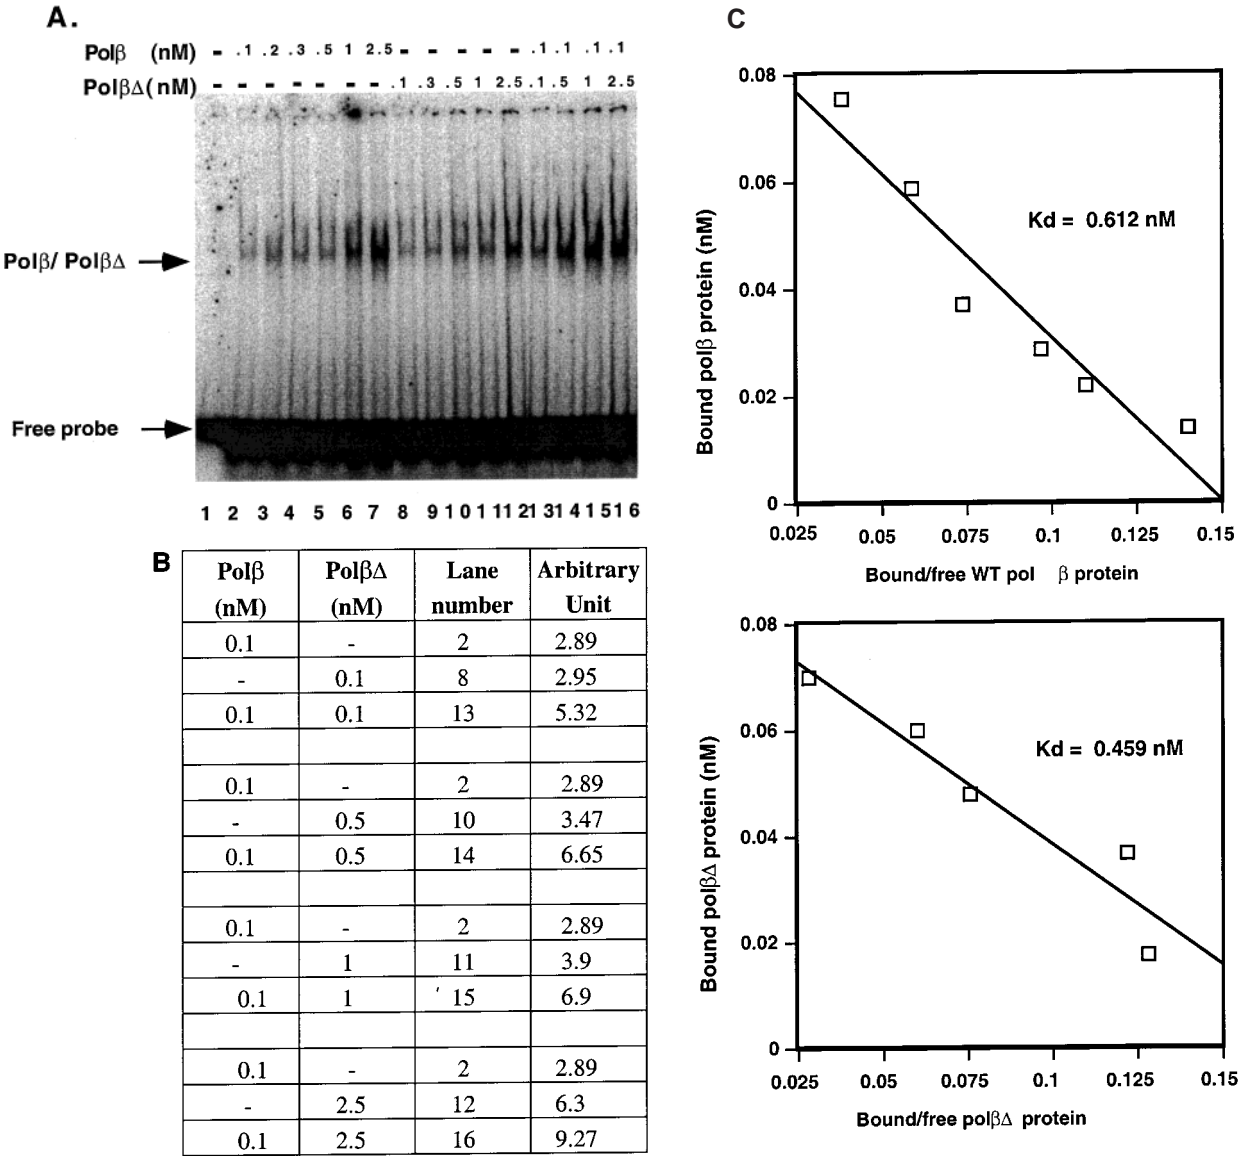 A.
Polβ (nM) - .1 .2 .3 .5 1 2.5 - - - - - .1 .1 .1 .1
PolβΔ(nM) - - - - - - - .1 .3 .5 1 2.5 .1 .5 1 2.5
Polβ/ PolβΔ
Free probe
1 2 3 4 5 6 7 8 9 10 11 12 13 14 15 16
B
Polβ (nM) PolβΔ (nM) Lane number Arbitrary Unit
0.1 - 2 2.89
- 0.1 8 2.95
0.1 0.1 13 5.32
0.1 - 2 2.89
- 0.5 10 3.47
0.1 0.5 14 6.65
0.1 - 2 2.89
- 1 11 3.9
0.1 1 15 6.9
0.1 - 2 2.89
- 2.5 12 6.3
0.1 2.5 16 9.27
C
Bound polβ protein (nM)
0.08
0.06
0.04
0.02
0
Kd = 0.612 nM
0.025 0.05 0.075 0.1 0.125 0.15
Bound/free WT pol β protein
Bound polβΔ protein (nM)
0.08
0.06
0.04
0.02
0
Kd = 0.459 nM
0.025 0.05 0.075 0.1 0.125 0.15
Bound/free polβΔ protein